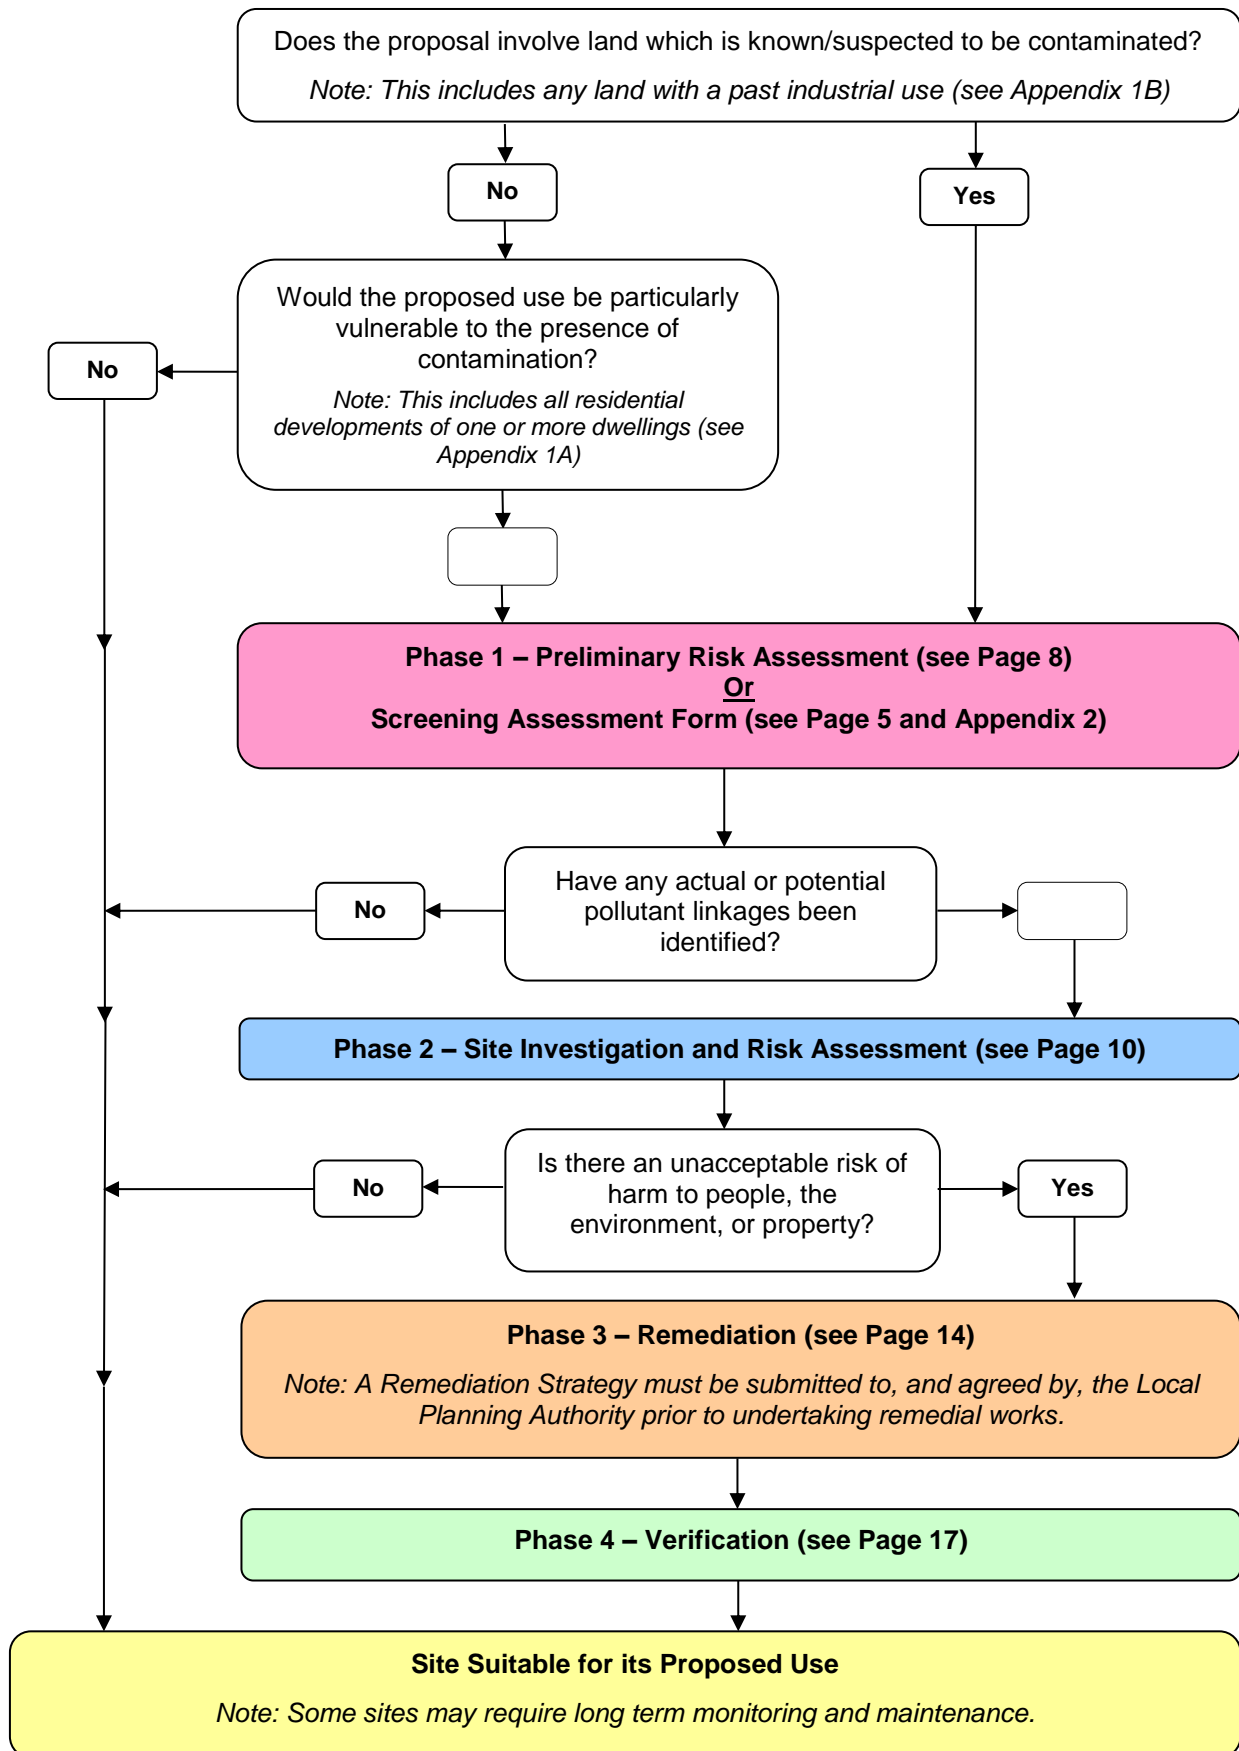 Does the proposal involve land which is known/suspected to be contaminated?
Note: This includes any land with a past industrial use (see Appendix 1B)
No
Yes
Would the proposed use be particularly
vulnerable to the presence of
contamination?
Note: This includes all residential
developments of one or more dwellings (see
Appendix 1A)
No
Phase 1 – Preliminary Risk Assessment (see Page 8)
Or
Screening Assessment Form (see Page 5 and Appendix 2)
Have any actual or potential
pollutant linkages been
identified?
No
Phase 2 – Site Investigation and Risk Assessment (see Page 10)
Is there an unacceptable risk of
harm to people, the
environment, or property?
No
Yes
Phase 3 – Remediation (see Page 14)
Note: A Remediation Strategy must be submitted to, and agreed by, the Local
Planning Authority prior to undertaking remedial works.
Phase 4 – Verification (see Page 17)
Site Suitable for its Proposed Use
Note: Some sites may require long term monitoring and maintenance.